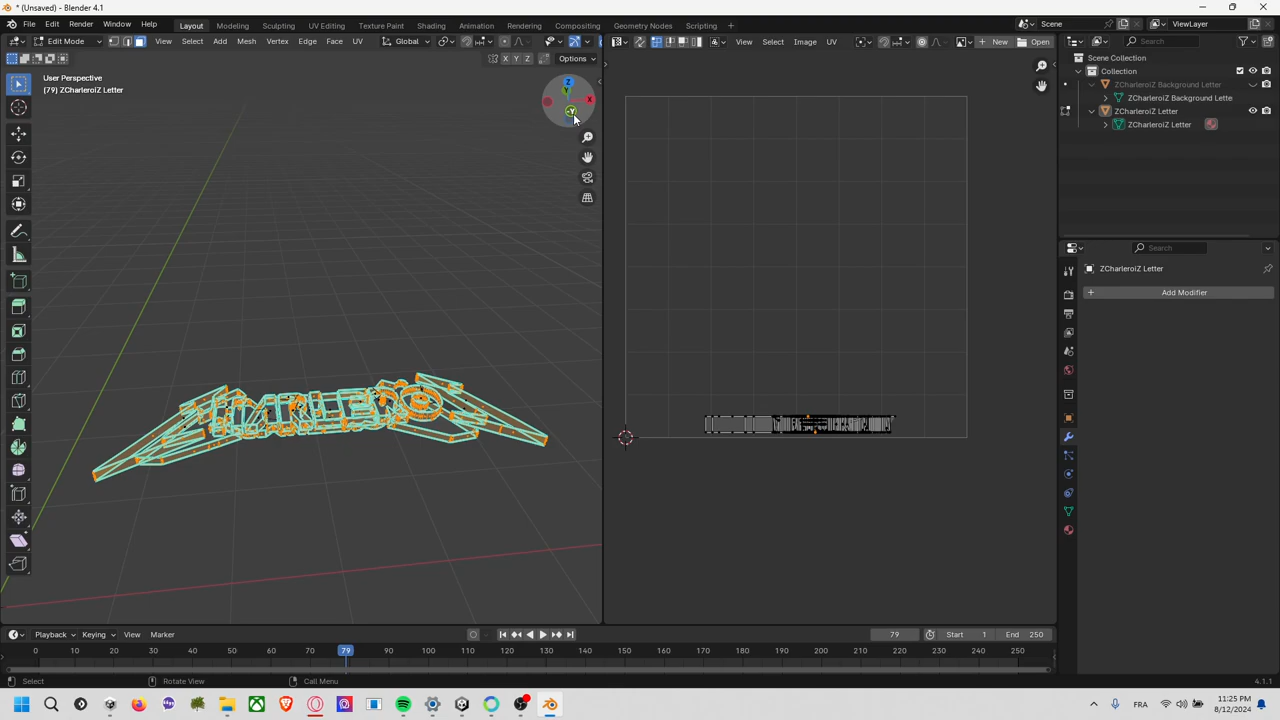 * (Unsaved) - Blender 4.1
File Edit Render Window Help Layout Modeling Sculpting UV Editing Texture Paint Shading Animation Rendering Compositing Geometry Nodes Scripting + Scene ViewLayer
Edit Mode View Select Add Mesh Vertex Edge Face UV Global
View Select Image UV New Open
Search
X Y Z Options
User Perspective
(79) ZCharleroiZ Letter
Z
Y
X
-Y
Scene Collection
Collection
ZCharleroiZ Background Letter
ZCharleroiZ Background Lette
ZCharleroiZ Letter
ZCharleroiZ Letter
Search
ZCharleroiZ Letter
+ Add Modifier
Playback Keying View Marker 79 Start 1 End 250
0 10 20 30 40 50 60 70 79 90 100 110 120 130 140 150 160 170 180 190 200 210 220 230 240 250
Select Rotate View Call Menu 4.1.1
FRA 11:25 PM
8/12/2024